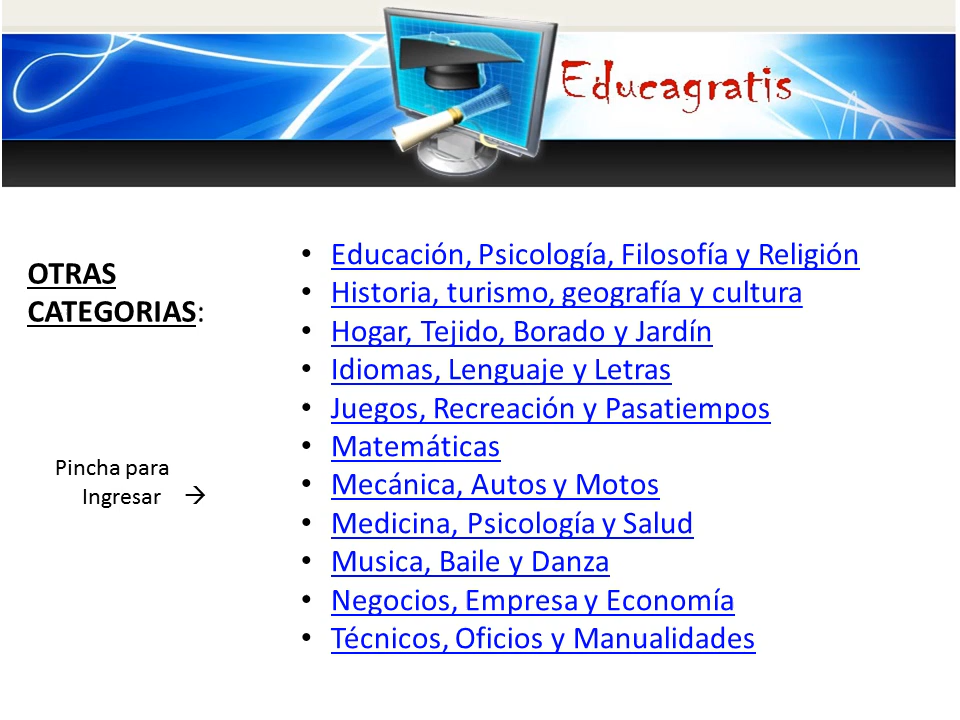 Educagratis
OTRAS
CATEGORIAS:
Pincha para
Ingresar →
• Educación, Psicología, Filosofía y Religión
• Historia, turismo, geografía y cultura
• Hogar, Tejido, Borado y Jardín
• Idiomas, Lenguaje y Letras
• Juegos, Recreación y Pasatiempos
• Matemáticas
• Mecánica, Autos y Motos
• Medicina, Psicología y Salud
• Musica, Baile y Danza
• Negocios, Empresa y Economía
• Técnicos, Oficios y Manualidades